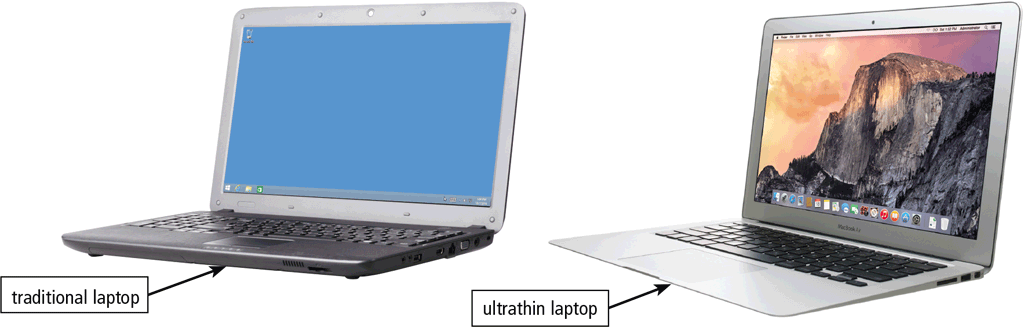 traditional laptop
ultrathin laptop
MacBook Air